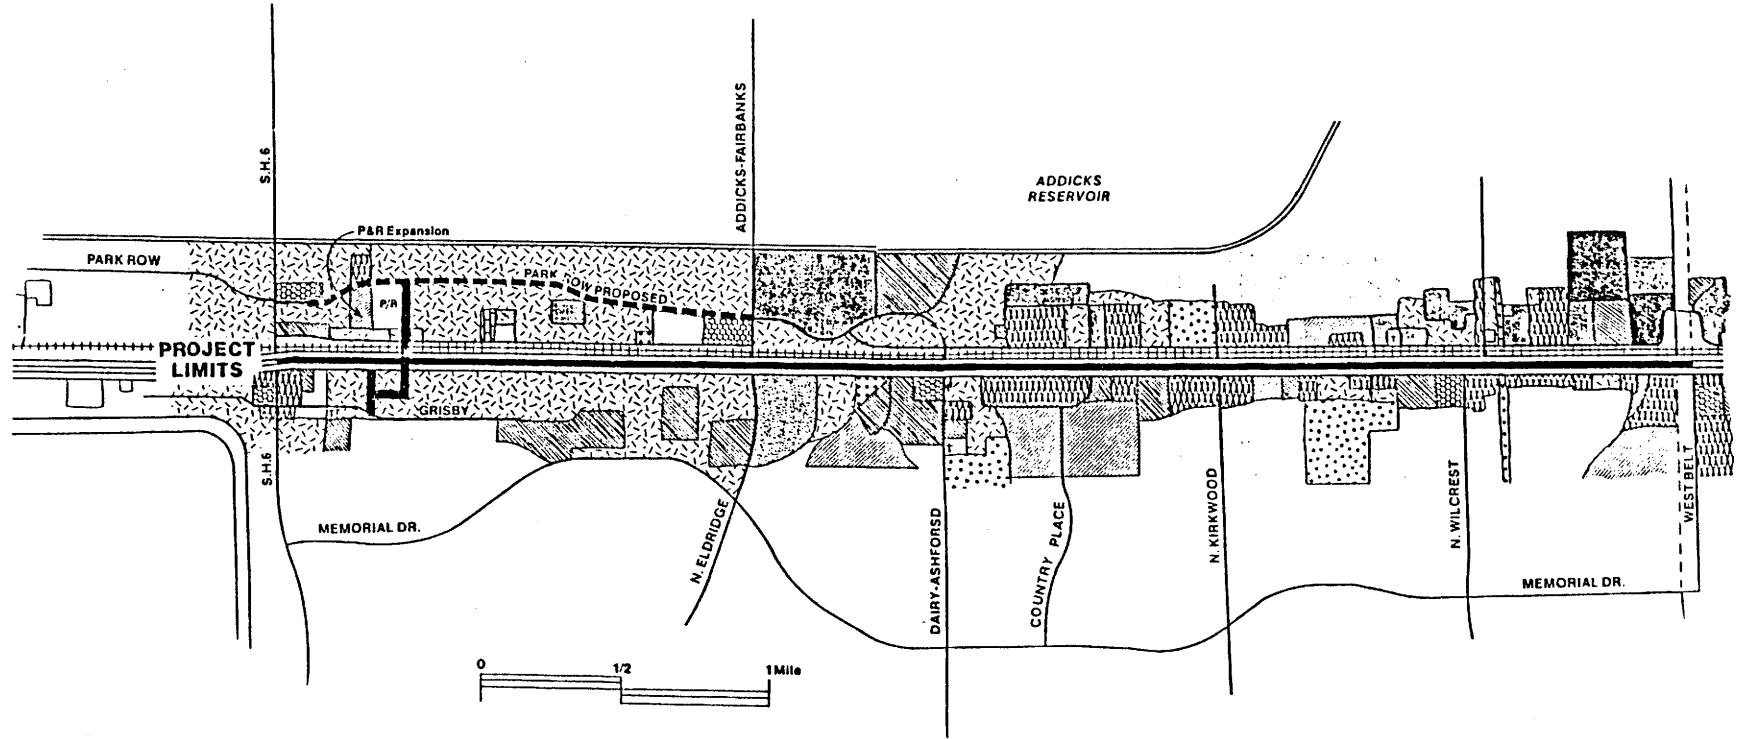 S.H.6
ADDICKS-FAIRBANKS
ADDICKS
RESERVOIR
P&R Expansion
PARK ROW
PARK ROW PROPOSED
P/R
PROJECT
LIMITS
GRISBY
S.H.6
MEMORIAL DR.
N. ELDRIDGE
DAIRY-ASHFORSD
COUNTRY PLACE
N. KIRKWOOD
N. WILCREST
WEST BELT
MEMORIAL DR.
0 1/2 1 Mile